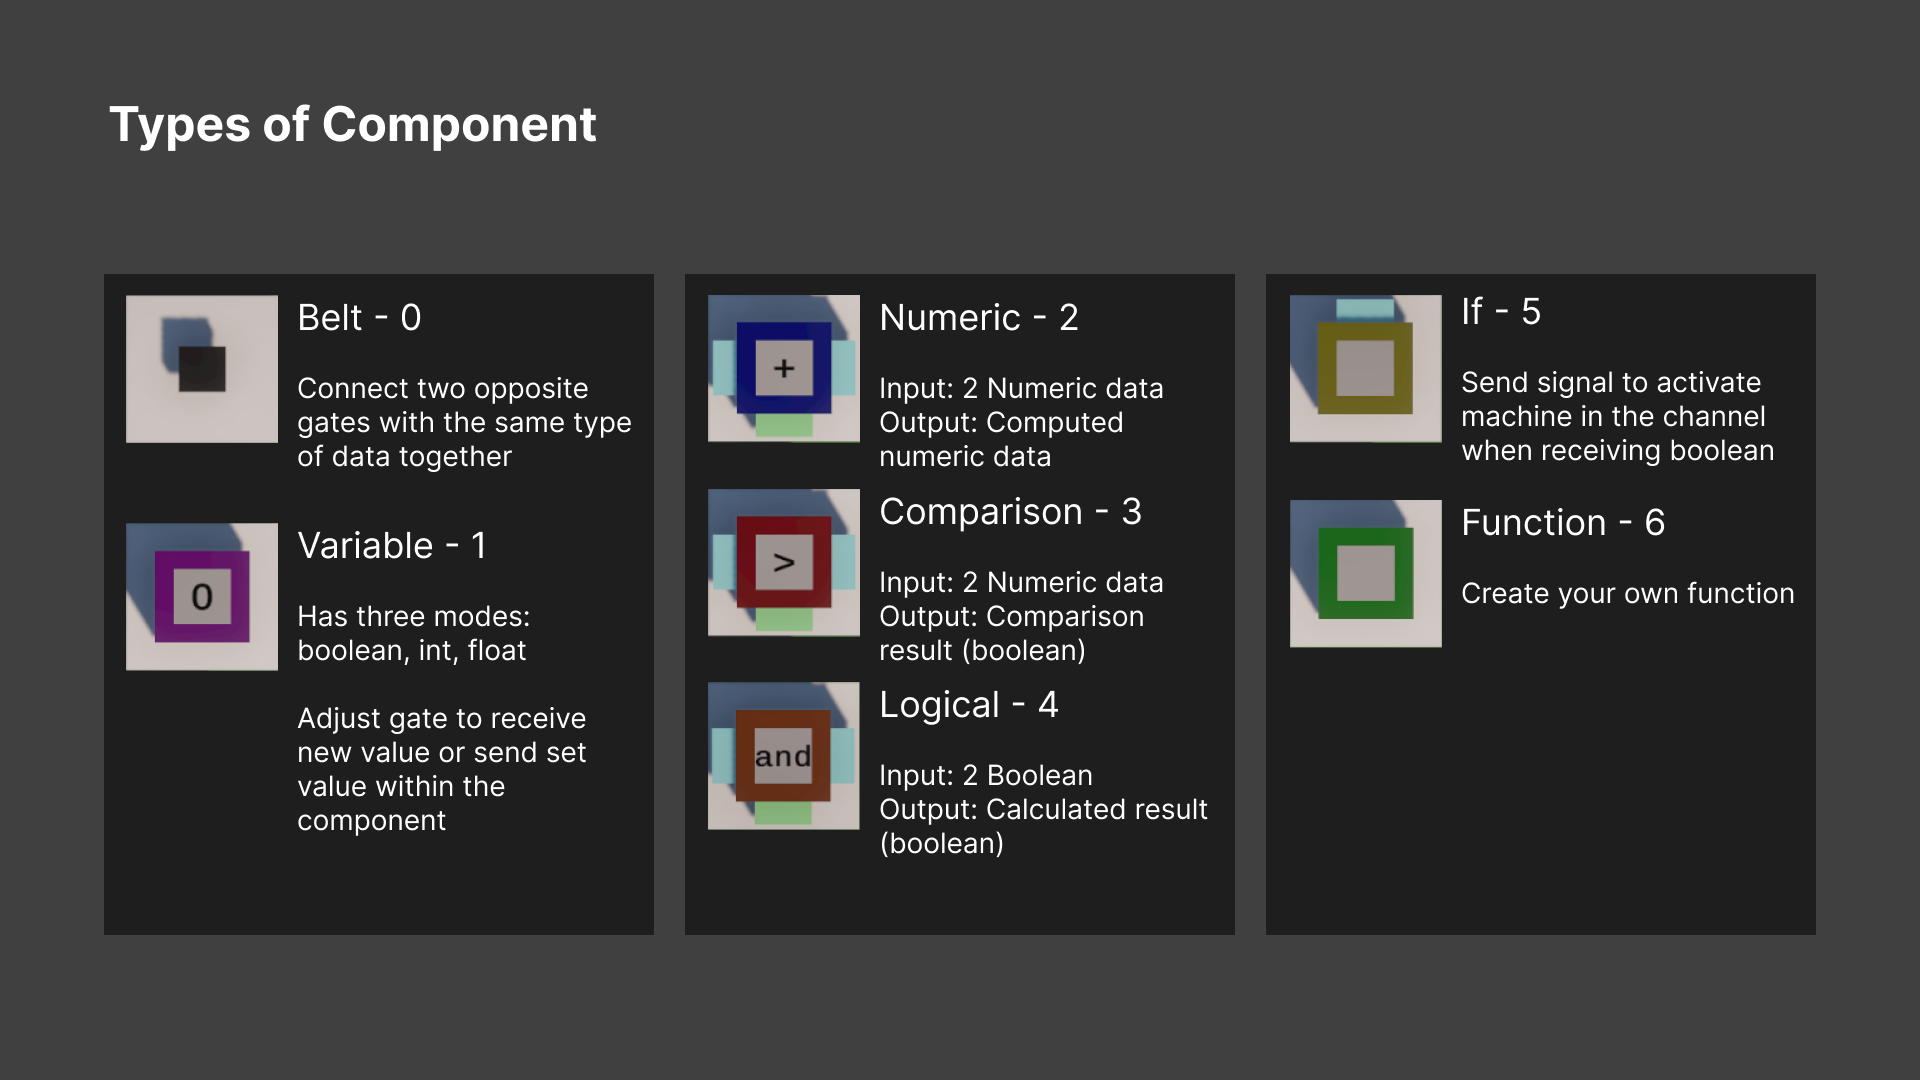 Types of Component
Belt - 0
Connect two opposite
gates with the same type
of data together
0
Variable - 1
Has three modes:
boolean, int, float
Adjust gate to receive
new value or send set
value within the
component
+
Numeric - 2
Input: 2 Numeric data
Output: Computed
numeric data
>
Comparison - 3
Input: 2 Numeric data
Output: Comparison
result (boolean)
and
Logical - 4
Input: 2 Boolean
Output: Calculated result
(boolean)
If - 5
Send signal to activate
machine in the channel
when receiving boolean
Function - 6
Create your own function